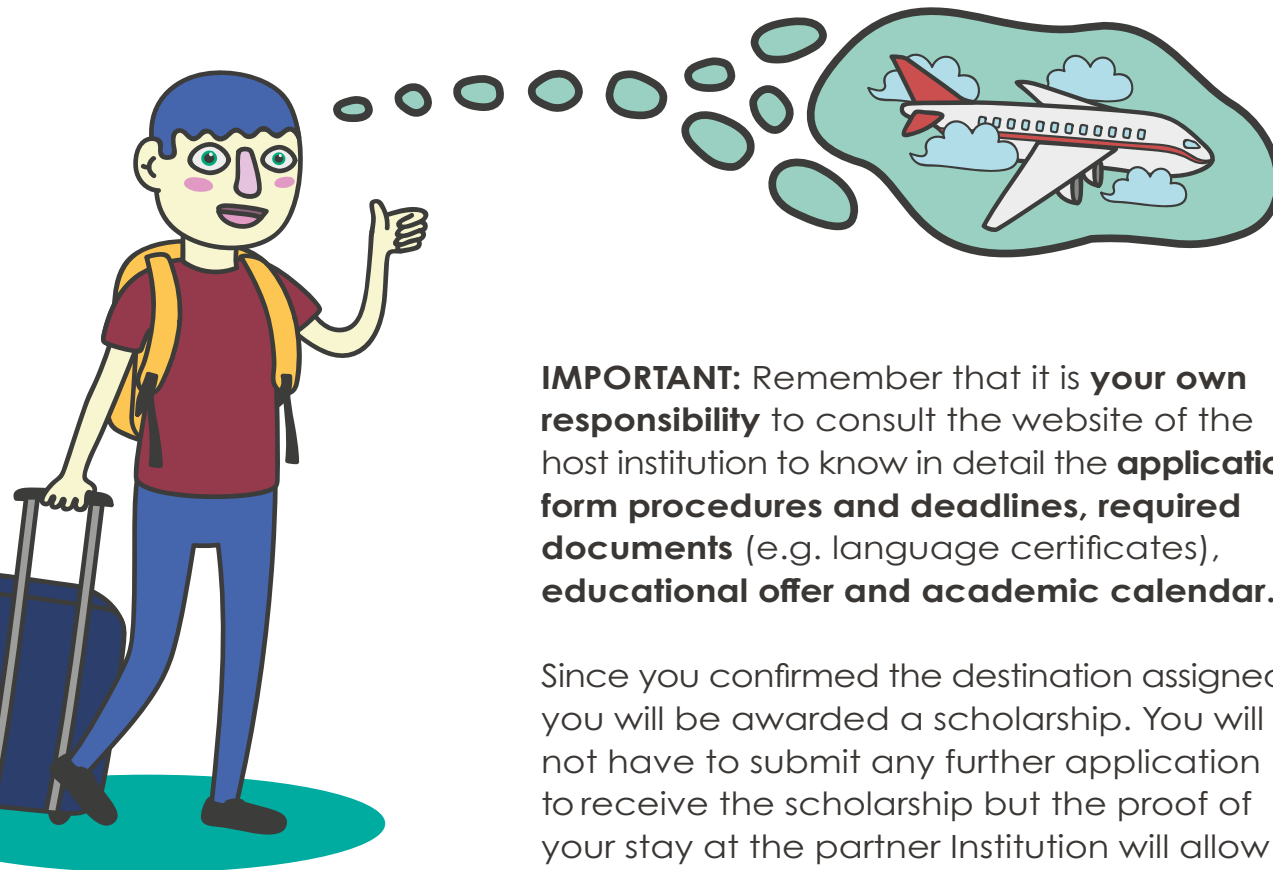 IMPORTANT: Remember that it is your own
responsibility to consult the website of the
host institution to know in detail the applicatio
form procedures and deadlines, required
documents (e.g. language certificates),
educational offer and academic calendar.
Since you confirmed the destination assigned
you will be awarded a scholarship. You will
not have to submit any further application
to receive the scholarship but the proof of
your stay at the partner Institution will allow